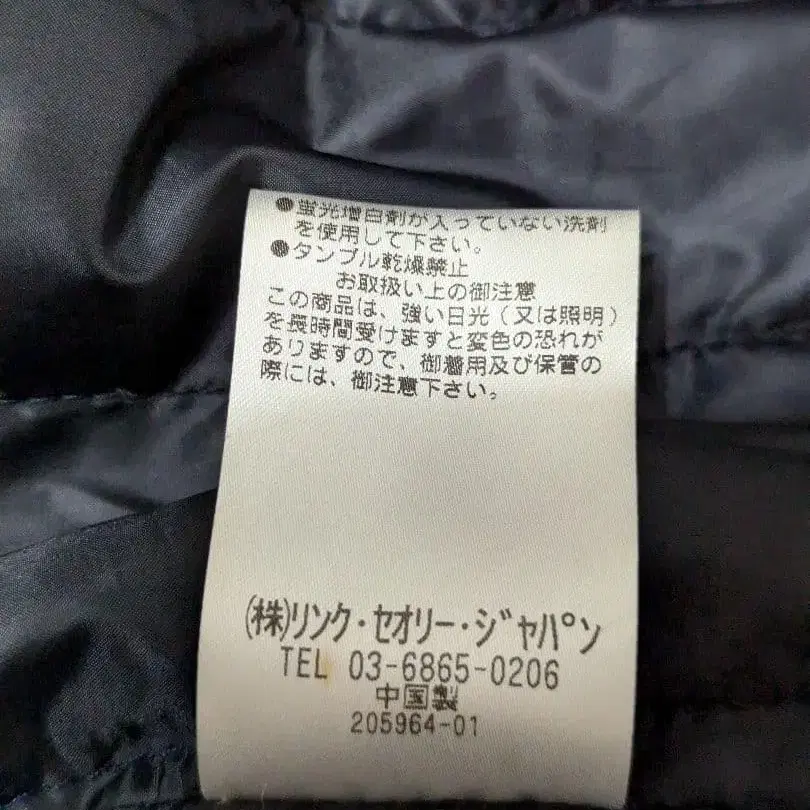 ●蛍光増白剤が入っていない洗剤
を使用して下さい。
●タンブル乾燥禁止
お取扱い上の御注意
この商品は、強い日光(又は照明)
を長時間受けますと変色の恐れが
ありますので、御着用及び保管の
際には、御注意下さい。
(株)リンク・セオリー・ジャパン
TEL 03-6865-0206
中国製
205964-01